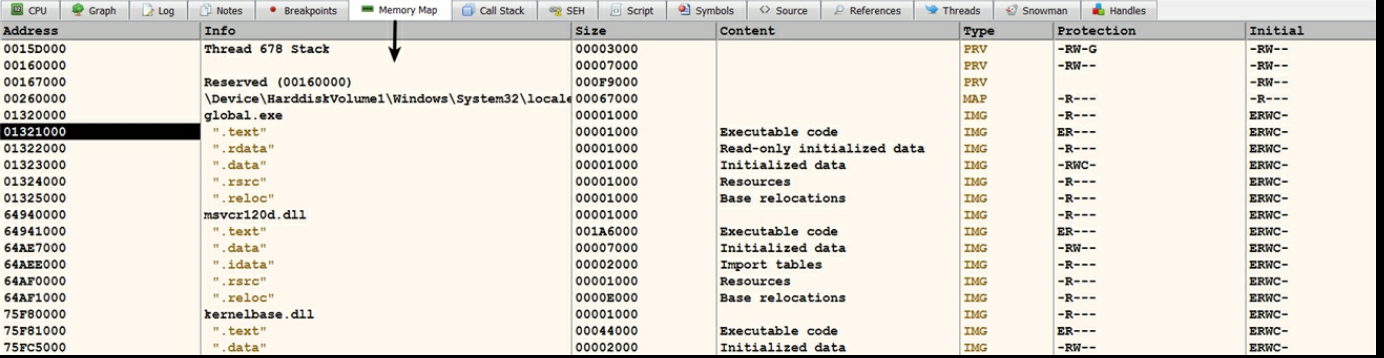 CPU Graph Log Notes Breakpoints Memory Map Call Stack SEH Script Symbols Source References Threads Snowman Handles
Address Info Size Content Type Protection Initial
0015D000 Thread 678 Stack 00003000 PRV -RW-G -RW--
00160000 00007000 PRV -RW-- -RW--
00167000 Reserved (00160000) 000F9000 PRV -RW--
00260000 \Device\HarddiskVolume1\Windows\System32\locale 00067000 MAP -R--- -R---
01320000 global.exe 00001000 IMG -R--- ERWC-
01321000 ".text" 00001000 Executable code IMG ER--- ERWC-
01322000 ".rdata" 00001000 Read-only initialized data IMG -R--- ERWC-
01323000 ".data" 00001000 Initialized data IMG -RWC- ERWC-
01324000 ".rsrc" 00001000 Resources IMG -R--- ERWC-
01325000 ".reloc" 00001000 Base relocations IMG -R--- ERWC-
64940000 msvcr120d.dll 00001000 IMG -R--- ERWC-
64941000 ".text" 001A6000 Executable code IMG ER--- ERWC-
64AE7000 ".data" 00007000 Initialized data IMG -RW-- ERWC-
64AEE000 ".idata" 00002000 Import tables IMG -R--- ERWC-
64AF0000 ".rsrc" 00001000 Resources IMG -R--- ERWC-
64AF1000 ".reloc" 0000E000 Base relocations IMG -R--- ERWC-
75F80000 kernelbase.dll 00001000 IMG -R--- ERWC-
75F81000 ".text" 00044000 Executable code IMG ER--- ERWC-
75FC5000 ".data" 00002000 Initialized data IMG -RW-- ERWC-